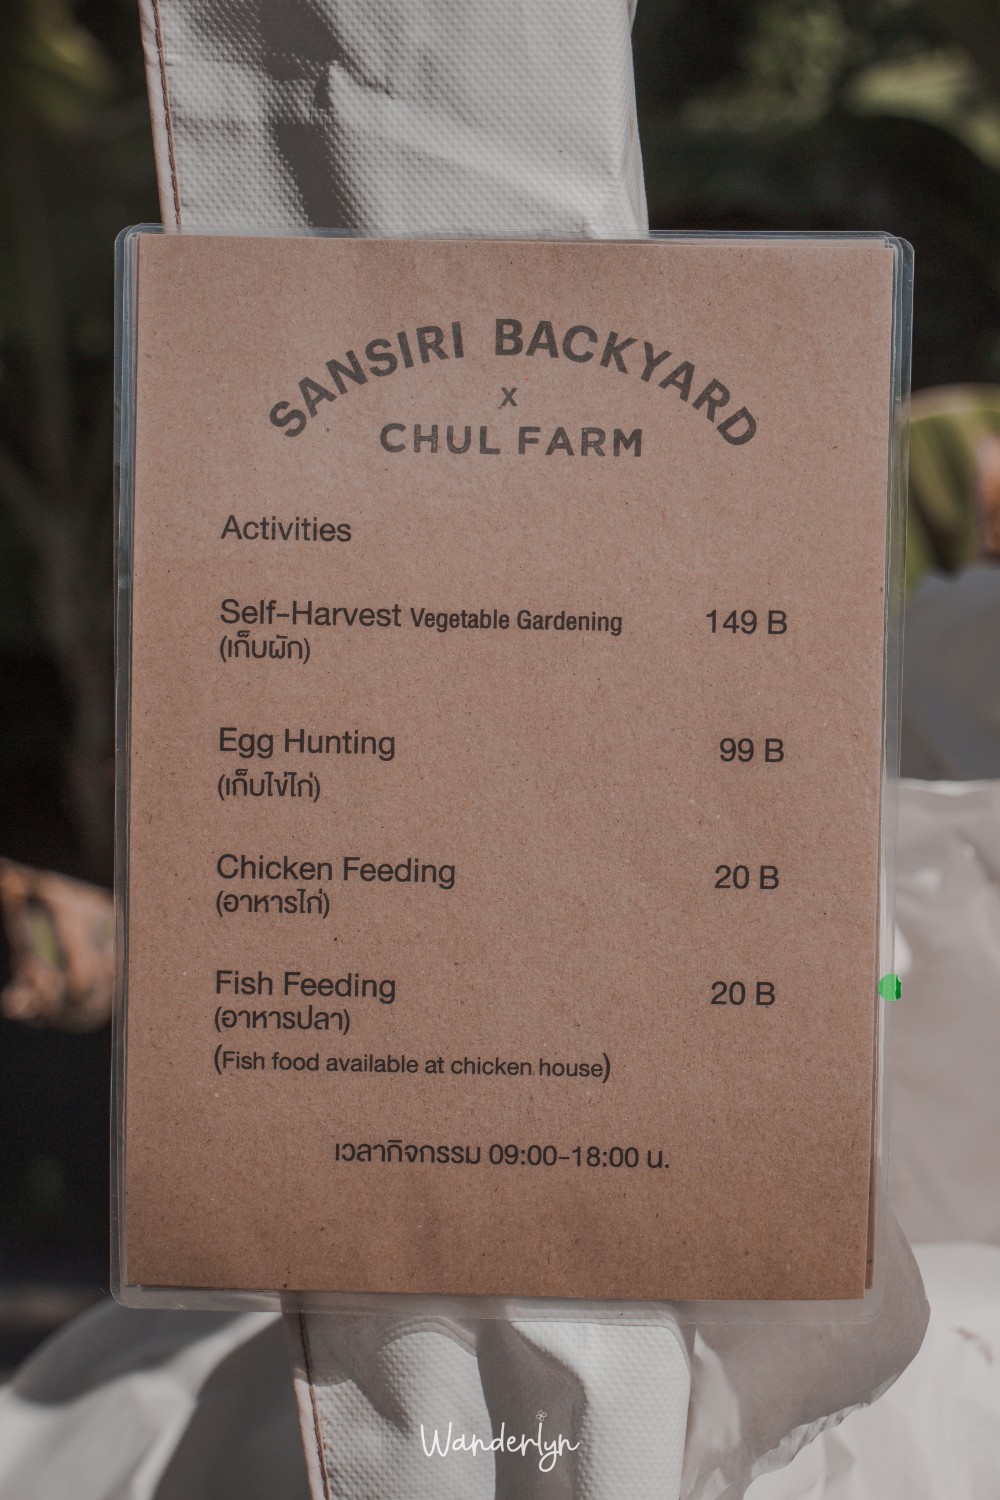 SANSIRI BACKYARD
X
CHUL FARM
Activities
Self-Harvest Vegetable Gardening 149 B
(เก็บผัก)
Egg Hunting 99 B
(เก็บไข่ไก่)
Chicken Feeding 20 B
(อาหารไก่)
Fish Feeding 20 B
(อาหารปลา)
(Fish food available at chicken house)
เวลากิจกรรม 09:00-18:00 น.
Wanderlyn